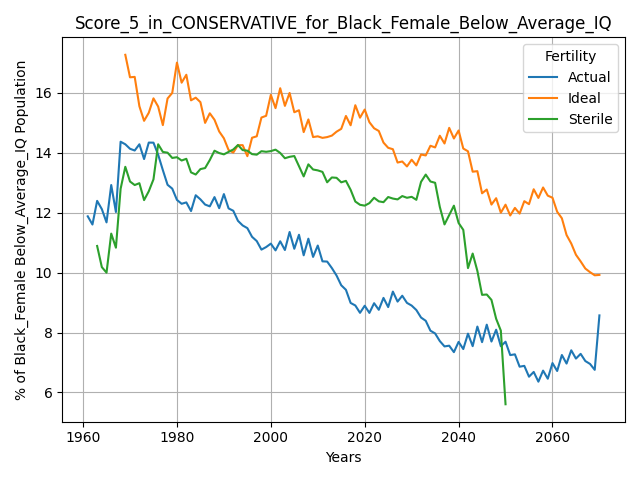 Score_5_in_CONSERVATIVE_for_Black_Female_Below_Average_IQ
% of Black_Female Below_Average_IQ Population
16
14
12
10
8
6
Fertility
Actual
Ideal
Sterile
1960 1980 2000 2020 2040 2060
Years